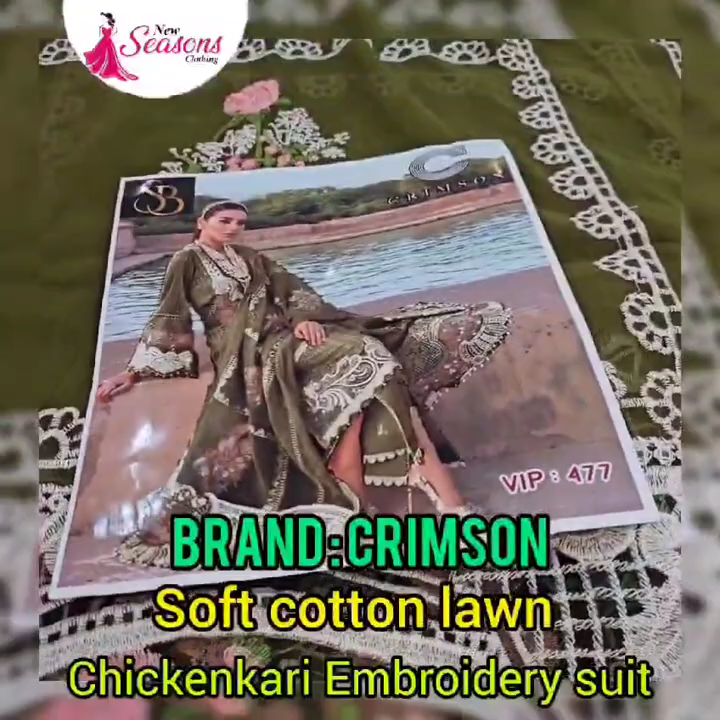 New
Seasons
Clothing
SB
C
CRIMSON
VIP : 477
BRAND:CRIMSON
Soft cotton lawn
Chickenkari Embroidery suit